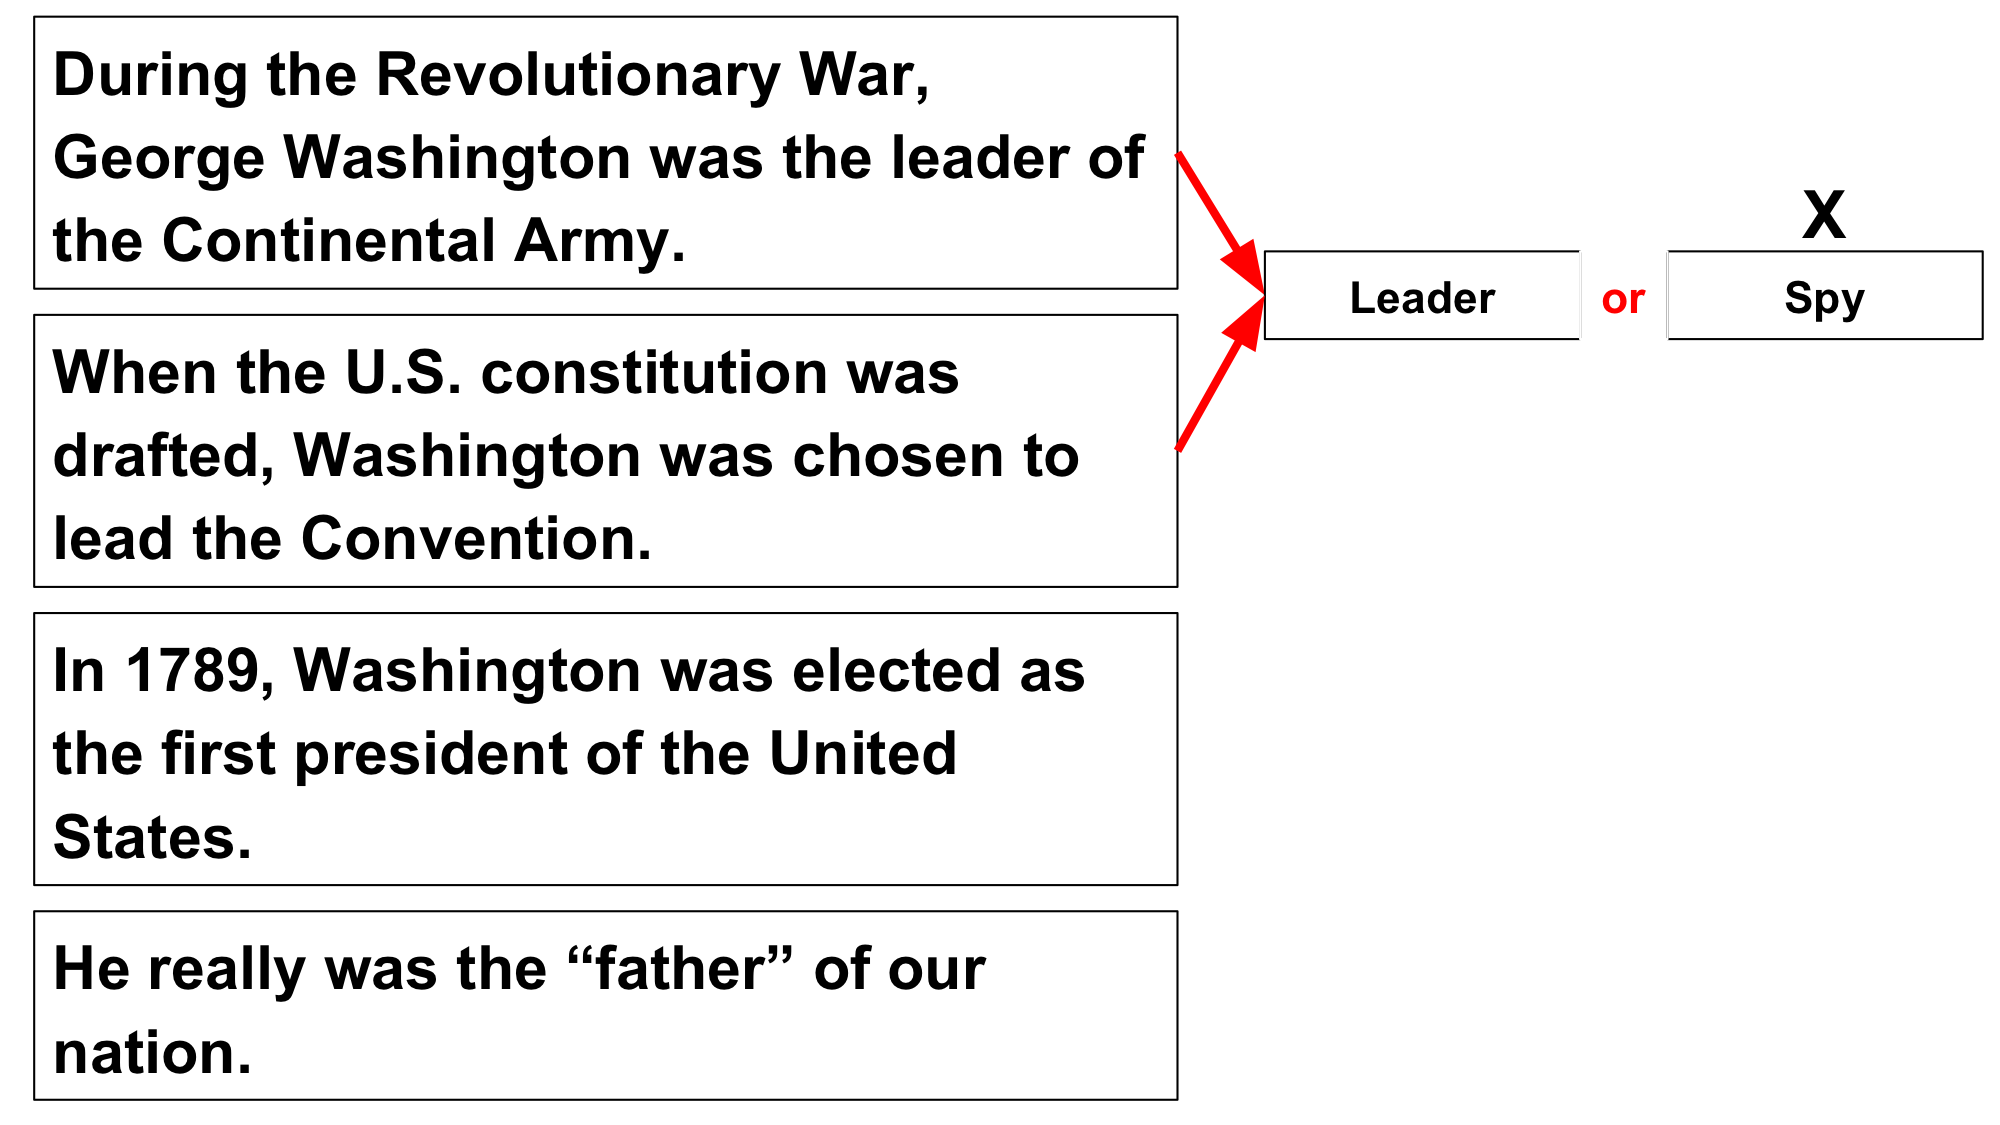 During the Revolutionary War,
George Washington was the leader of
the Continental Army.
X
Leader or Spy
When the U.S. constitution was
drafted, Washington was chosen to
lead the Convention.
In 1789, Washington was elected as
the first president of the United
States.
He really was the “father” of our
nation.